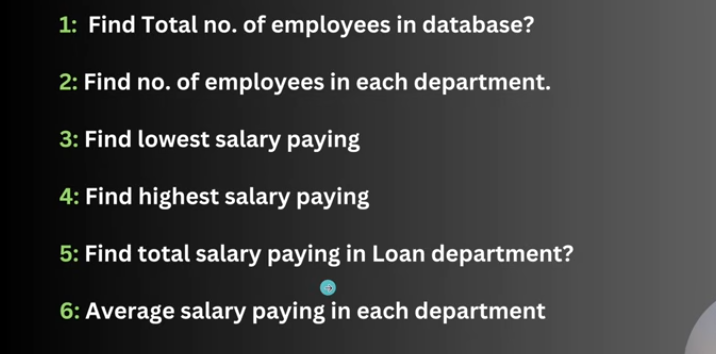 1: Find Total no. of employees in database?
2: Find no. of employees in each department.
3: Find lowest salary paying
4: Find highest salary paying
5: Find total salary paying in Loan department?
6: Average salary paying in each department